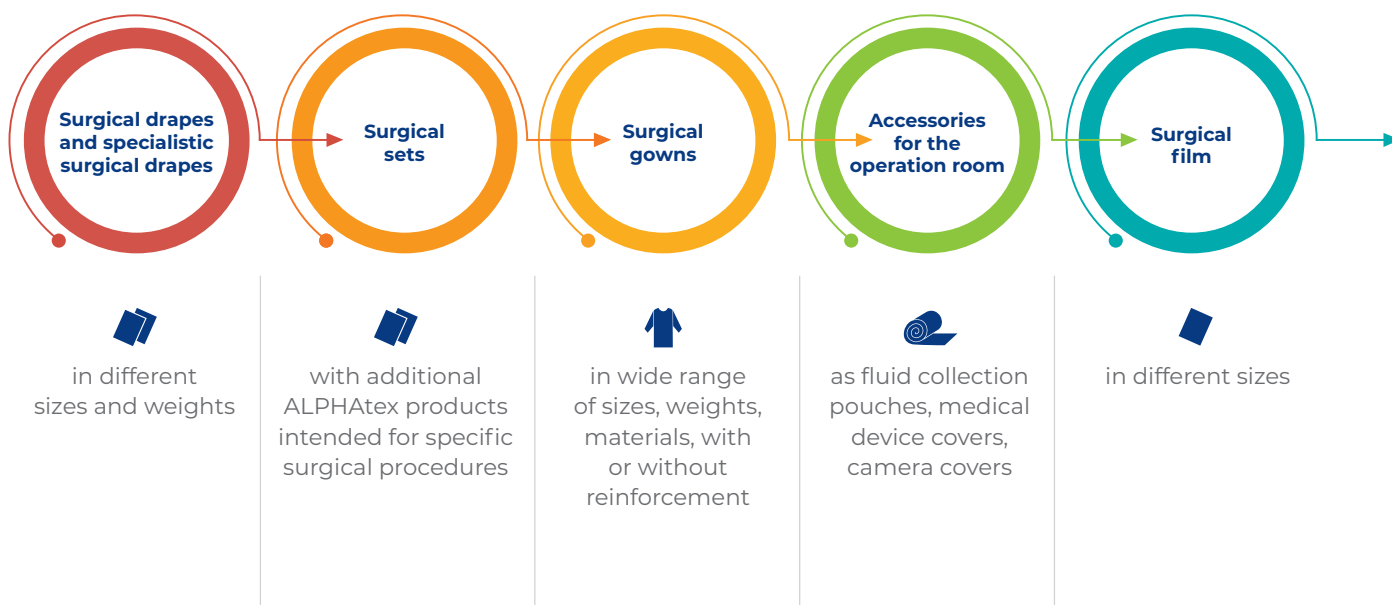 Surgical drapes
and specialistic
surgical drapes
Surgical
sets
Surgical
gowns
Accessories
for the
operation room
Surgical
film
in different
sizes and weights
with additional
ALPHAtex products
intended for specific
surgical procedures
in wide range
of sizes, weights,
materials, with
or without
reinforcement
as fluid collection
pouches, medical
device covers,
camera covers
in different sizes